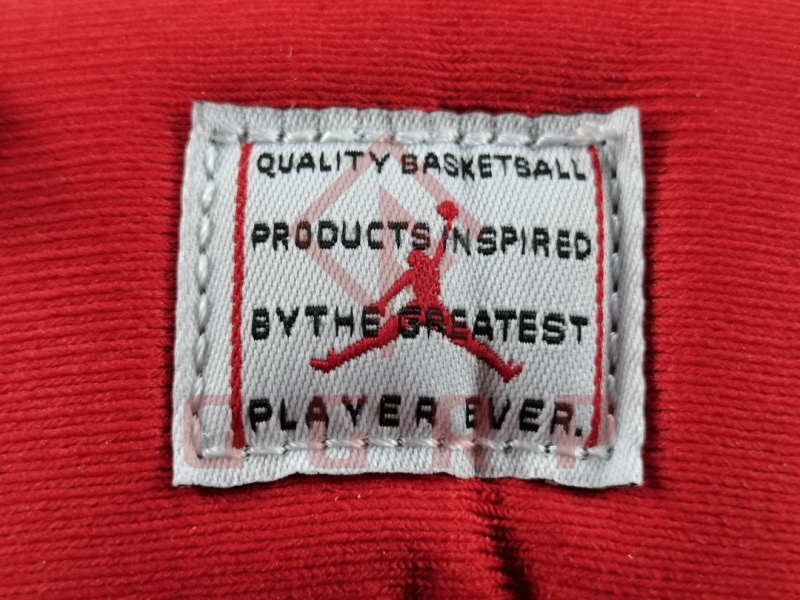 QUALITY BASKETBALL
PRODUCTS INSPIRED
BY THE GREATEST
PLAYER EVER.